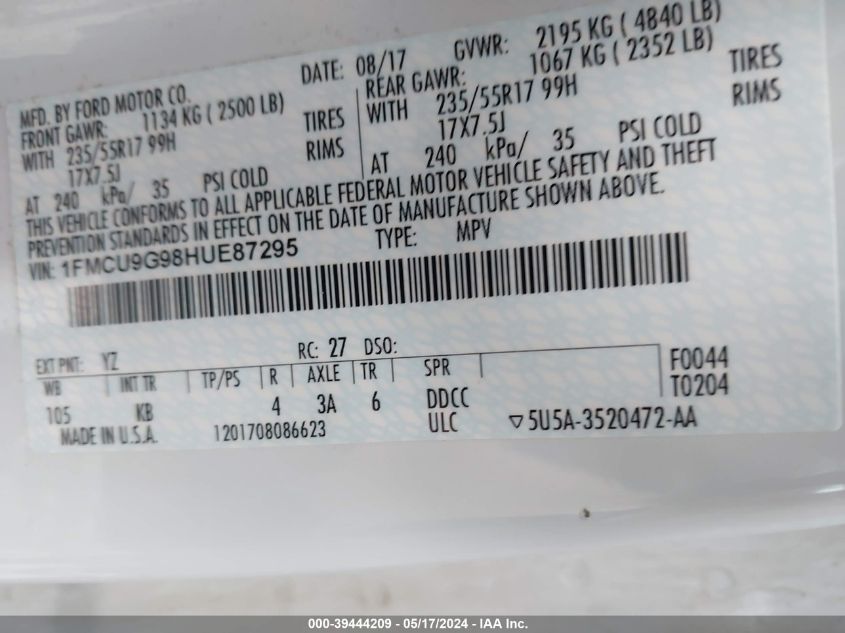 MFD. BY FORD MOTOR CO. DATE: 08/17 GVWR: 2195 KG ( 4840 LB)
FRONT GAWR: 1134 KG ( 2500 LB) REAR GAWR: 1067 KG ( 2352 LB)
WITH 235/55R17 99H TIRES WITH 235/55R17 99H TIRES
17X7.5J RIMS 17X7.5J RIMS
AT 240 kPa/ 35 PSI COLD AT 240 kPa/ 35 PSI COLD
THIS VEHICLE CONFORMS TO ALL APPLICABLE FEDERAL MOTOR VEHICLE SAFETY AND THEFT
PREVENTION STANDARDS IN EFFECT ON THE DATE OF MANUFACTURE SHOWN ABOVE.
VIN: 1FMCU9G98HUE87295 TYPE: MPV
EXT PNT: YZ RC: 27 DSO:
WB INT TR TP/PS R AXLE TR SPR F0044
105 KB 4 3A 6 DDCC T0204
MADE IN U.S.A. 1201708086623 ULC ▽5U5A-3520472-AA
000-39444209 - 05/17/2024 - IAA Inc.